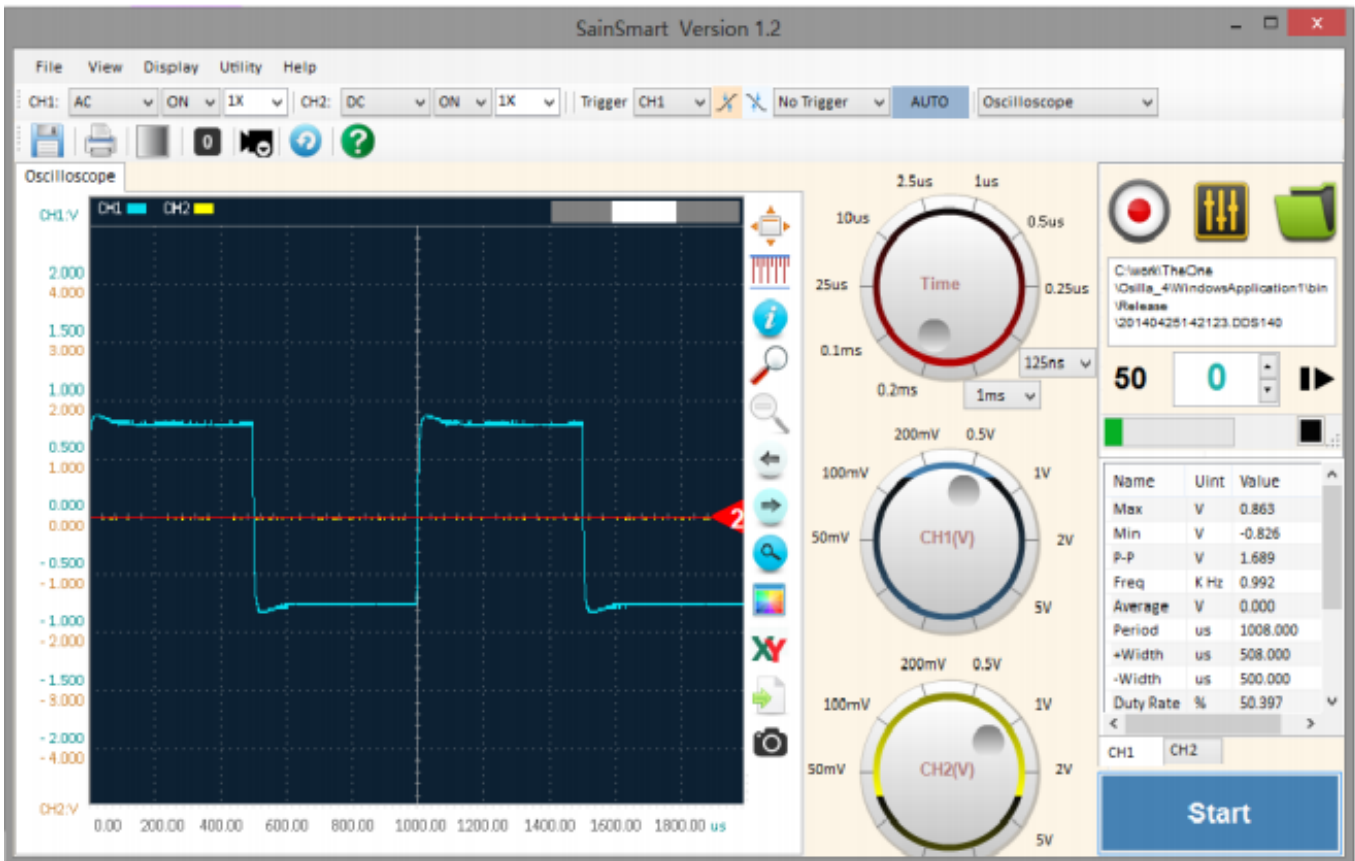 SainSmart Version 1.2
File View Display Utility Help
CH1: AC ON 1X CH2: DC ON 1X Trigger CH1 No Trigger AUTO Oscilloscope
0
Oscilloscope
CH1:V CH1 CH2
2.000
4.000
1.500
3.000
1.000
2.000
0.500
1.000
0.000
0.000
- 0.500
- 1.000
- 1.000
- 2.000
- 1.500
- 3.000
- 2.000
- 4.000
CH2:V
0.00 200.00 400.00 600.00 800.00 1000.00 1200.00 1400.00 1600.00 1800.00 us
2
XY
2.5us 1us
10us 0.5us
25us Time 0.25us
0.1ms 125ns
0.2ms 1ms
200mV 0.5V
100mV 1V
50mV CH1(V) 2V
5V
200mV 0.5V
100mV 1V
50mV CH2(V) 2V
5V
C:\work\TheOne
\Osilla_4\WindowsApplication1\bin
\Release
\20140425142123.DDS140
50 0
Name Uint Value
Max V 0.863
Min V -0.826
P-P V 1.689
Freq K Hz 0.992
Average V 0.000
Period us 1008.000
+Width us 508.000
-Width us 500.000
Duty Rate % 50.397
CH1 CH2
Start